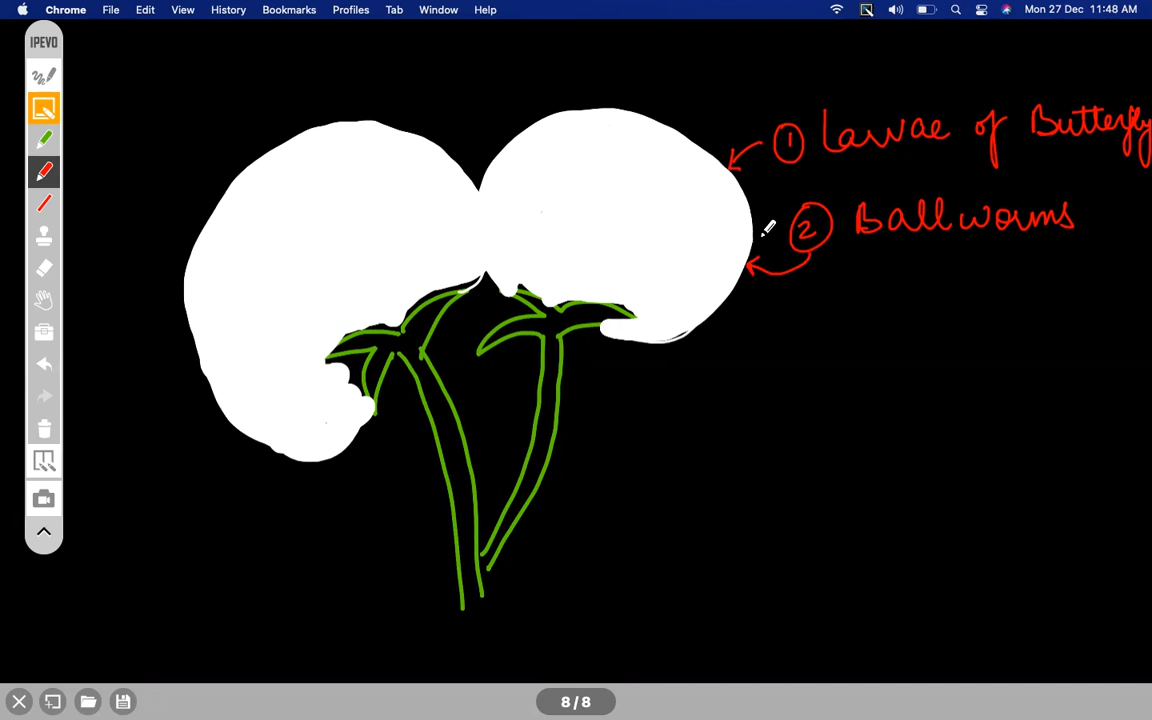 Chrome File Edit View History Bookmarks Profiles Tab Window Help Mon 27 Dec 11:48 AM
IPEVO
① Larvae of Butterfly
② Ballworms
8/8